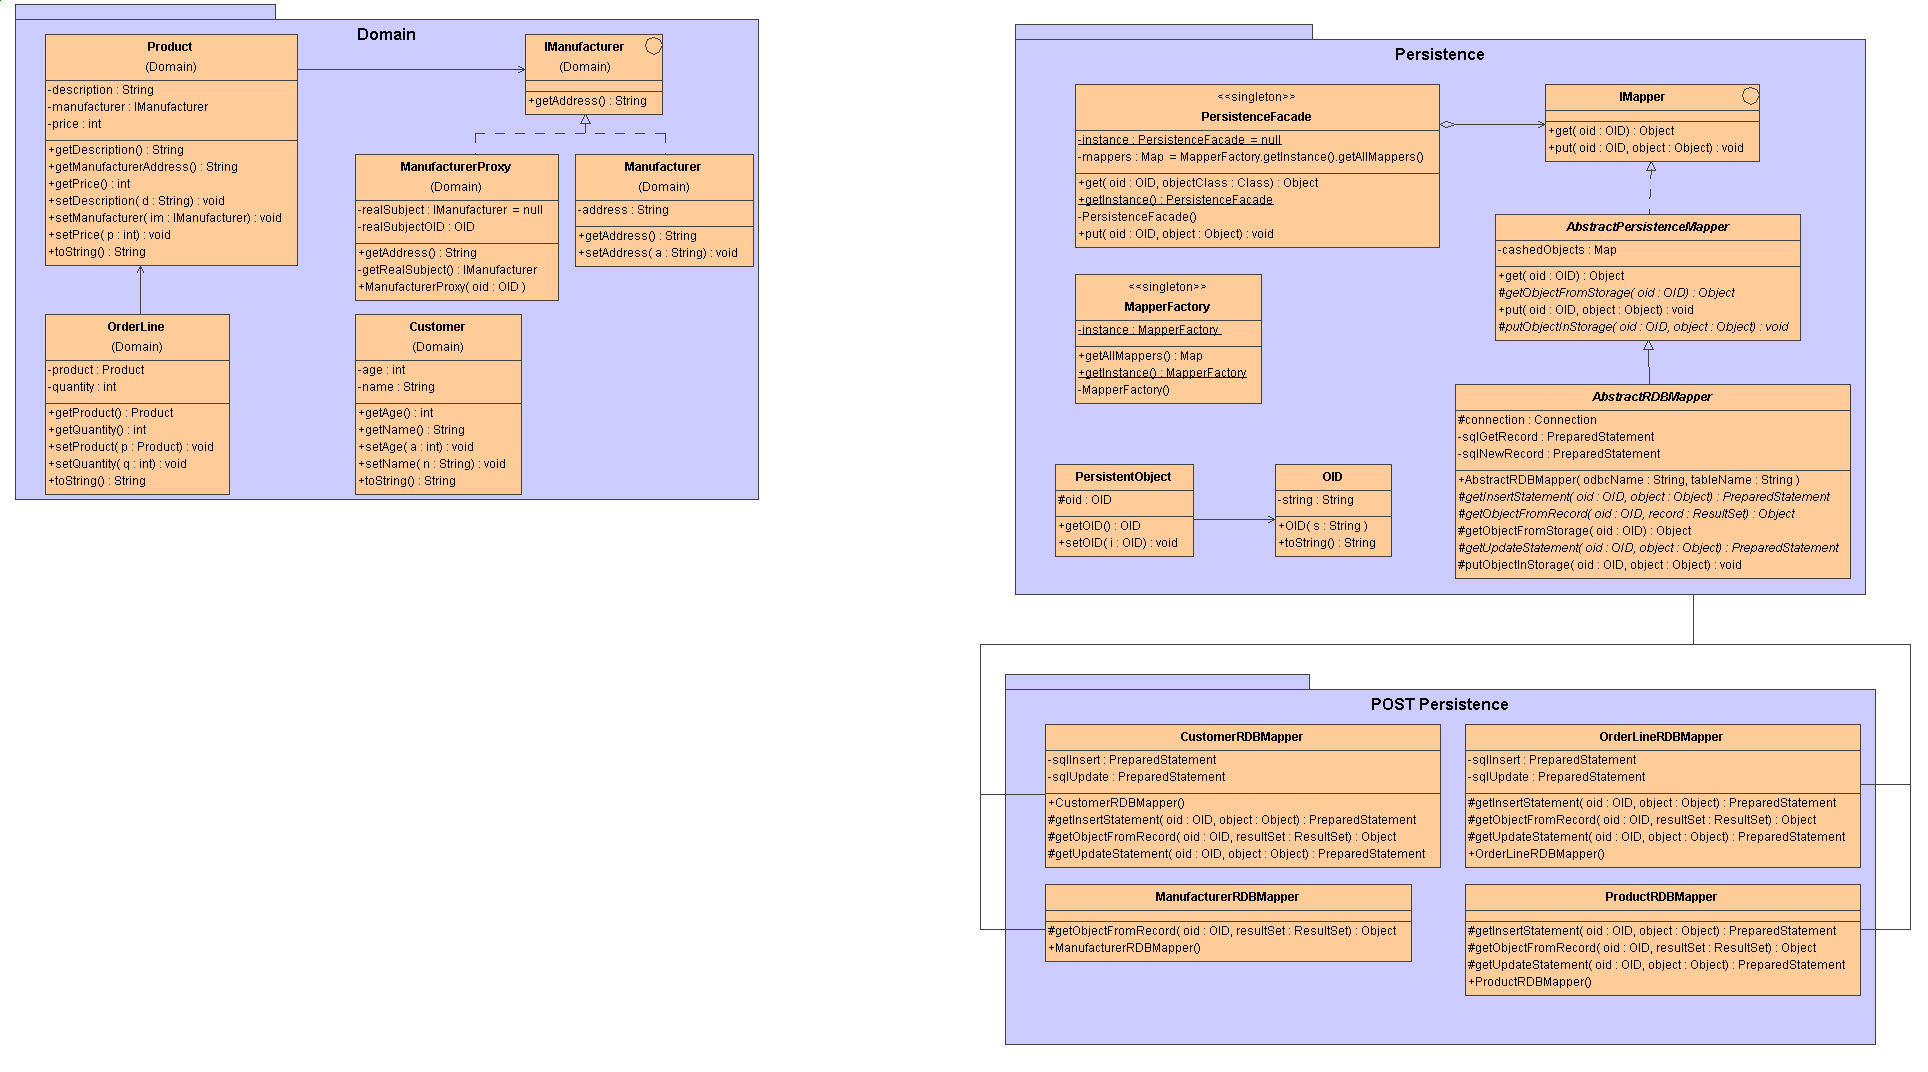 Domain
Product
(Domain)
-description : String
-manufacturer : IManufacturer
-price : int
+getDescription() : String
+getManufacturerAddress() : String
+getPrice() : int
+setDescription( d : String) : void
+setManufacturer( im : IManufacturer) : void
+setPrice( p : int) : void
+toString() : String
IManufacturer
(Domain)
+getAddress() : String
ManufacturerProxy
(Domain)
-realSubject : IManufacturer = null
-realSubjectOID : OID
+getAddress() : String
-getRealSubject() : IManufacturer
+ManufacturerProxy( oid : OID )
Manufacturer
(Domain)
-address : String
+getAddress() : String
+setAddress( a : String) : void
OrderLine
(Domain)
-product : Product
-quantity : int
+getProduct() : Product
+getQuantity() : int
+setProduct( p : Product) : void
+setQuantity( q : int) : void
+toString() : String
Customer
(Domain)
-age : int
-name : String
+getAge() : int
+getName() : String
+setAge( a : int) : void
+setName( n : String) : void
+toString() : String
Persistence
<<singleton>>
PersistenceFacade
-instance : PersistenceFacade = null
-mappers : Map = MapperFactory.getInstance().getAllMappers()
+get( oid : OID, objectClass : Class) : Object
+getInstance() : PersistenceFacade
-PersistenceFacade()
+put( oid : OID, object : Object) : void
IMapper
+get( oid : OID) : Object
+put( oid : OID, object : Object) : void
AbstractPersistenceMapper
-cashedObjects : Map
+get( oid : OID) : Object
#getObjectFromStorage( oid : OID) : Object
+put( oid : OID, object : Object) : void
#putObjectInStorage( oid : OID, object : Object) : void
<<singleton>>
MapperFactory
-instance : MapperFactory
+getAllMappers() : Map
+getInstance() : MapperFactory
-MapperFactory()
AbstractRDBMapper
#connection : Connection
-sqlGetRecord : PreparedStatement
-sqlNewRecord : PreparedStatement
+AbstractRDBMapper( odbcName : String, tableName : String )
#getInsertStatement( oid : OID, object : Object) : PreparedStatement
#getObjectFromRecord( oid : OID, record : ResultSet) : Object
#getObjectFromStorage( oid : OID) : Object
#getUpdateStatement( oid : OID, object : Object) : PreparedStatement
#putObjectInStorage( oid : OID, object : Object) : void
PersistentObject
#oid : OID
+getOID() : OID
+setOID( i : OID) : void
OID
-string : String
+OID( s : String )
+toString() : String
POST Persistence
CustomerRDBMapper
-sqlInsert : PreparedStatement
-sqlUpdate : PreparedStatement
+CustomerRDBMapper()
#getInsertStatement( oid : OID, object : Object) : PreparedStatement
#getObjectFromRecord( oid : OID, resultSet : ResultSet) : Object
#getUpdateStatement( oid : OID, object : Object) : PreparedStatement
OrderLineRDBMapper
-sqlInsert : PreparedStatement
-sqlUpdate : PreparedStatement
#getInsertStatement( oid : OID, object : Object) : PreparedStatement
#getObjectFromRecord( oid : OID, resultSet : ResultSet) : Object
#getUpdateStatement( oid : OID, object : Object) : PreparedStatement
+OrderLineRDBMapper()
ManufacturerRDBMapper
#getObjectFromRecord( oid : OID, resultSet : ResultSet) : Object
+ManufacturerRDBMapper()
ProductRDBMapper
#getInsertStatement( oid : OID, object : Object) : PreparedStatement
#getObjectFromRecord( oid : OID, resultSet : ResultSet) : Object
#getUpdateStatement( oid : OID, object : Object) : PreparedStatement
+ProductRDBMapper()